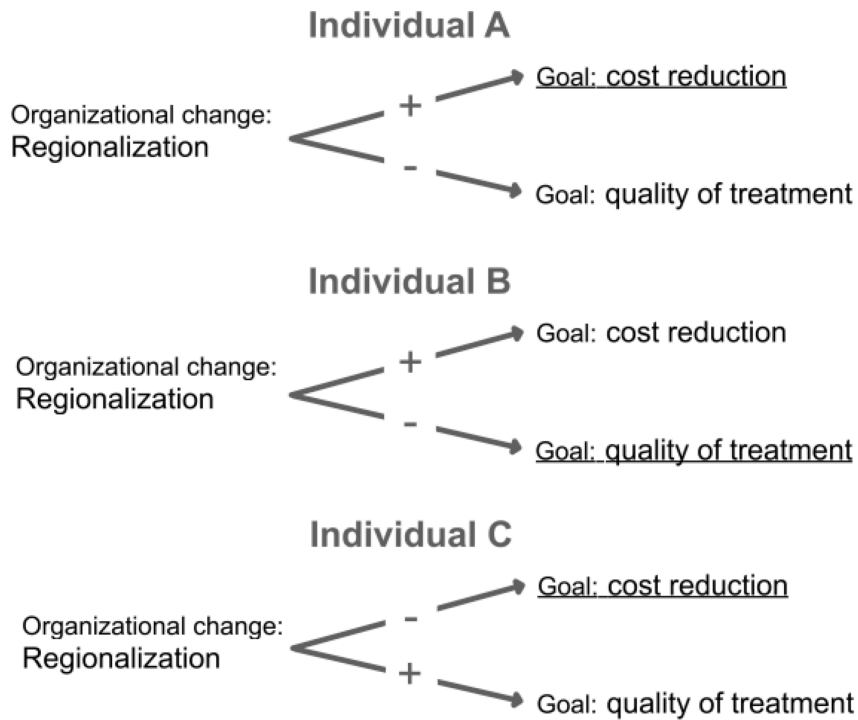 Individual A
Goal: cost reduction
+
Organizational change:
Regionalization
-
Goal: quality of treatment
Individual B
Goal: cost reduction
+
Organizational change:
Regionalization
-
Goal: quality of treatment
Individual C
Goal: cost reduction
-
Organizational change:
Regionalization
+
Goal: quality of treatment